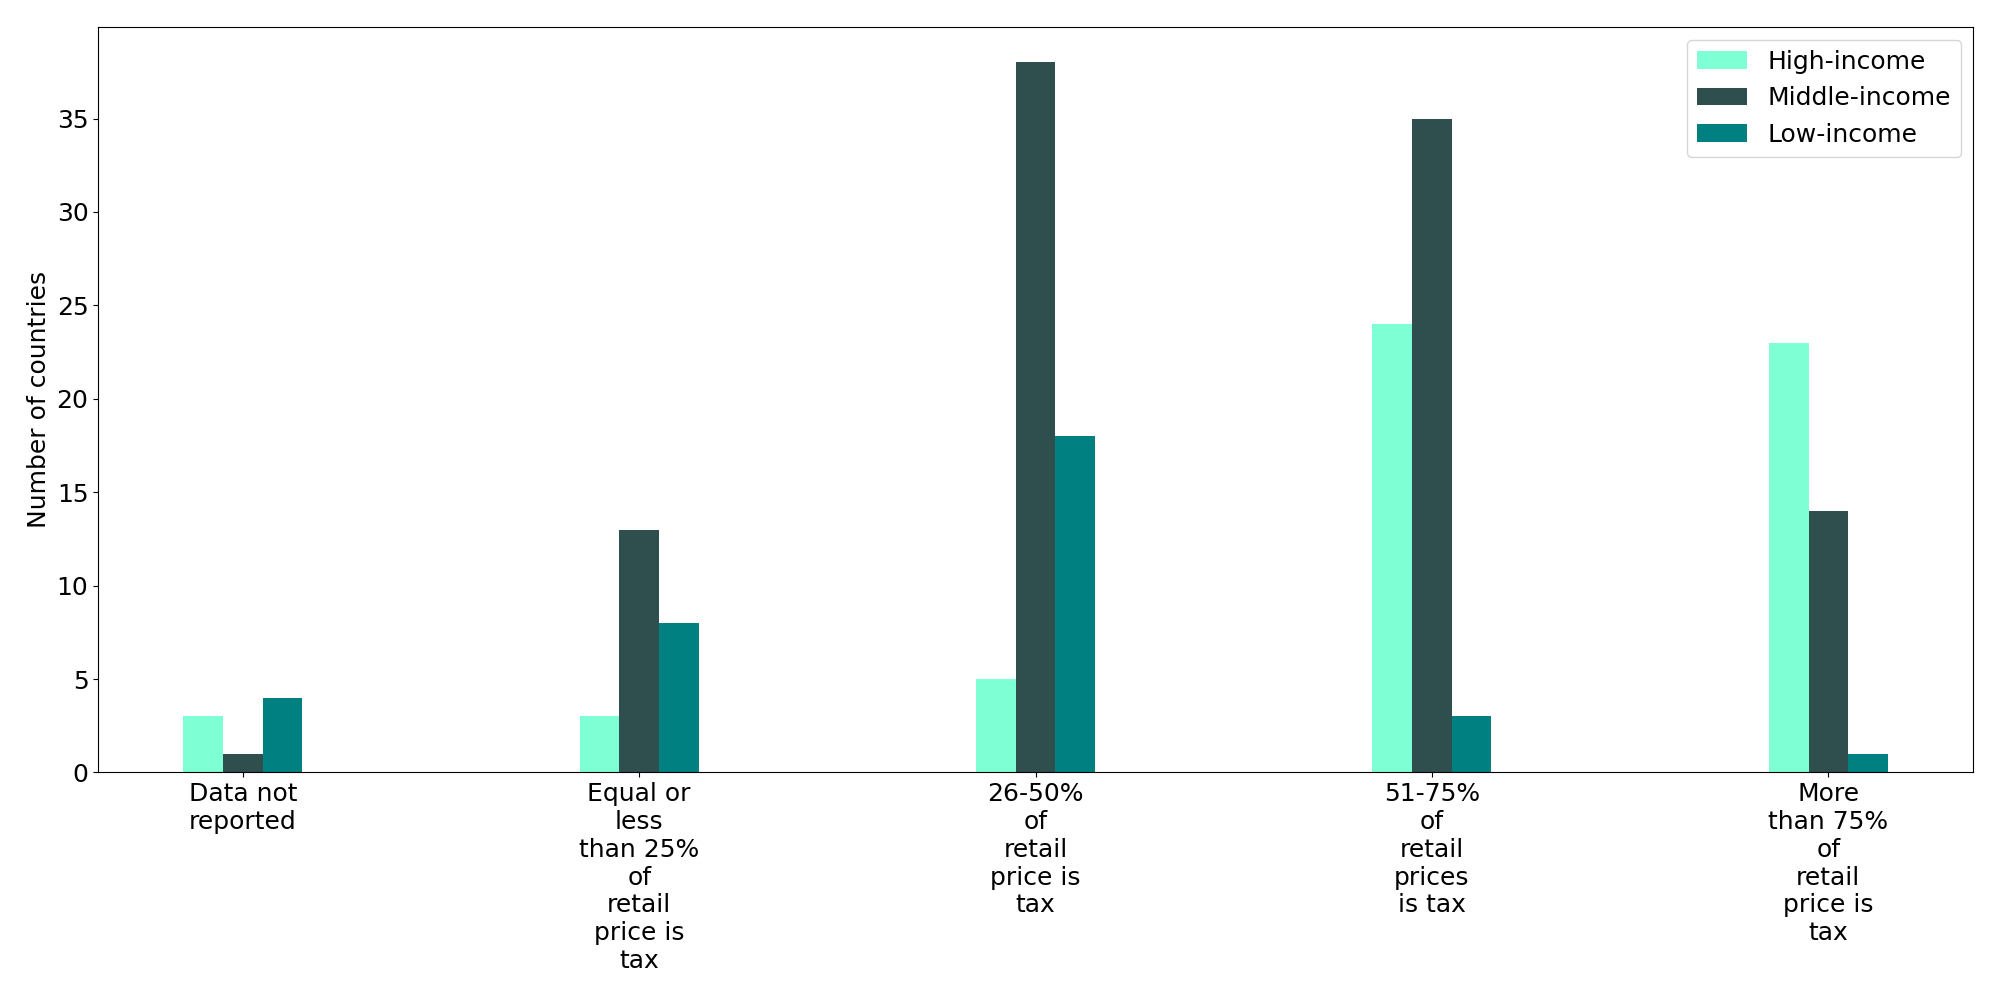 High-income
Middle-income
Low-income
Number of countries
35
30
25
20
15
10
5
0
Data not
reported
Equal or
less
than 25%
of
retail
price is
tax
26-50%
of
retail
price is
tax
51-75%
of
retail
prices
is tax
More
than 75%
of
retail
price is
tax